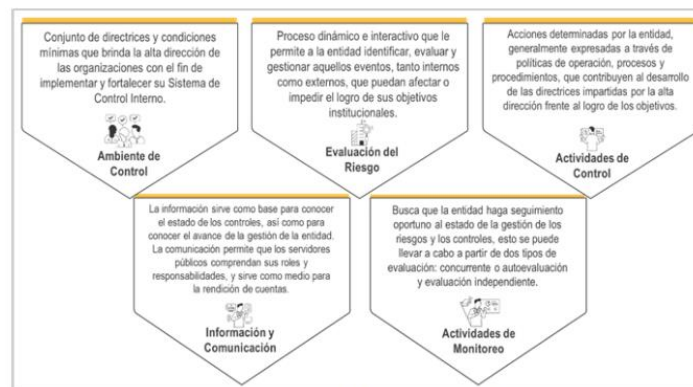 Conjunto de directrices y condiciones
mínimas que brinda la alta dirección de
las organizaciones con el fin de
implementar y fortalecer su Sistema de
Control Interno.
Ambiente de
Control
Proceso dinámico e interactivo que le
permite a la entidad identificar, evaluar y
gestionar aquellos eventos, tanto internos
como externos, que puedan afectar o
impedir el logro de sus objetivos
institucionales.
Evaluación del
Riesgo
Acciones determinadas por la entidad,
generalmente expresadas a través de
políticas de operación, procesos y
procedimientos, que contribuyen al desarrollo
de las directrices impartidas por la alta
dirección frente al logro de los objetivos.
Actividades de
Control
La información sirve como base para conocer
el estado de los controles, así como para
conocer el avance de la gestión de la entidad.
La comunicación permite que los servidores
públicos comprendan sus roles y
responsabilidades, y sirve como medio para
la rendición de cuentas.
Información y
Comunicación
Busca que la entidad haga seguimiento
oportuno al estado de la gestión de los
riesgos y los controles, esto se puede
llevar a cabo a partir de dos tipos de
evaluación: concurrente o autoevaluación
y evaluación independiente.
Actividades de
Monitoreo